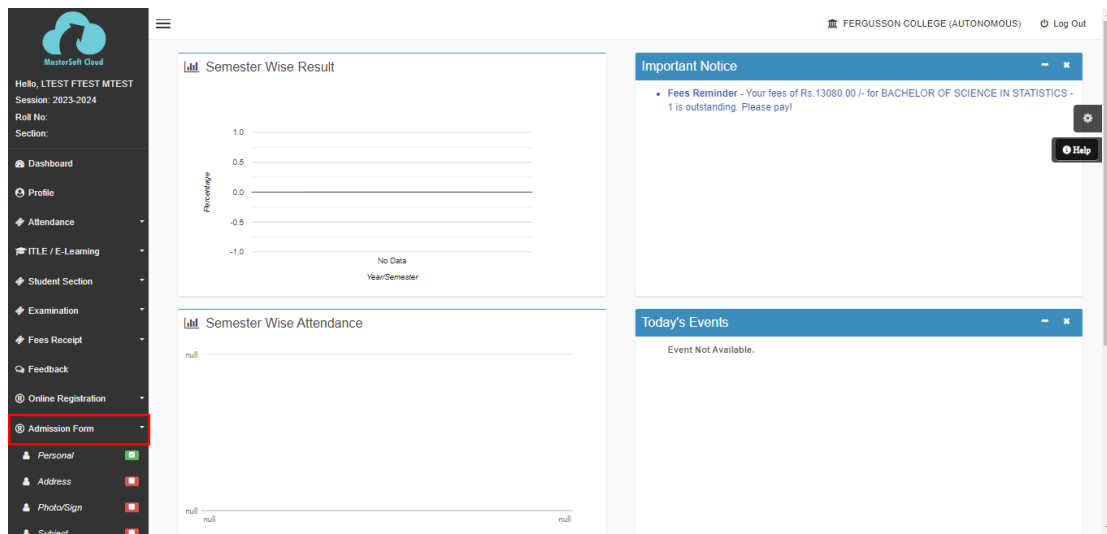 MasterSoft Cloud
Hello, LTEST FTEST MTEST
Session: 2023-2024
Roll No:
Section:
Dashboard
Profile
Attendance
ITLE / E-Learning
Student Section
Examination
Fees Receipt
Feedback
Online Registration
Admission Form
Personal
Address
Photo/Sign
Subject
FERGUSSON COLLEGE (AUTONOMOUS)
Log Out
Semester Wise Result
1.0
0.5
0.0
-0.5
-1.0
Percentage
No Data
Year/Semester
Important Notice
Fees Reminder - Your fees of Rs.13080.00 /- for BACHELOR OF SCIENCE IN STATISTICS -
1 is outstanding. Please pay!
Help
Semester Wise Attendance
null
null
null
null
Today's Events
Event Not Available.